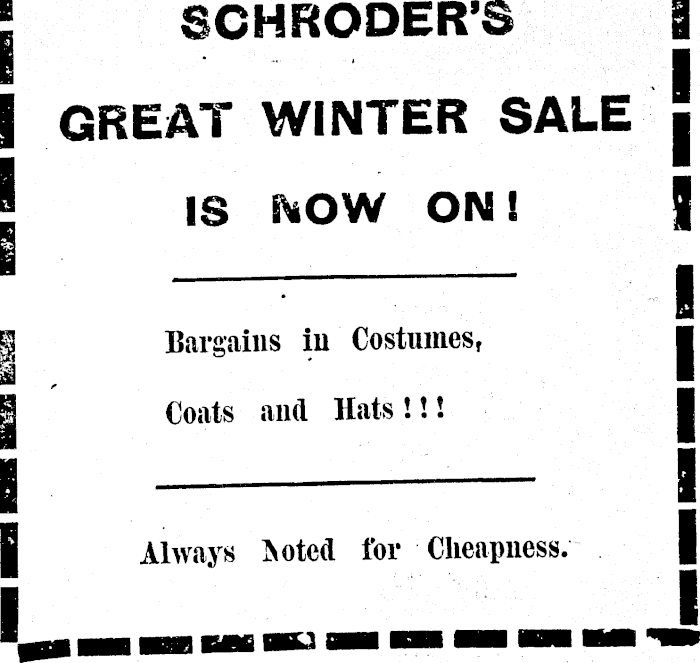 SCHRODER'S
GREAT WINTER SALE
IS NOW ON!
Bargains in Costumes,
Coats and Hats!!!
Always Noted for Cheapness.